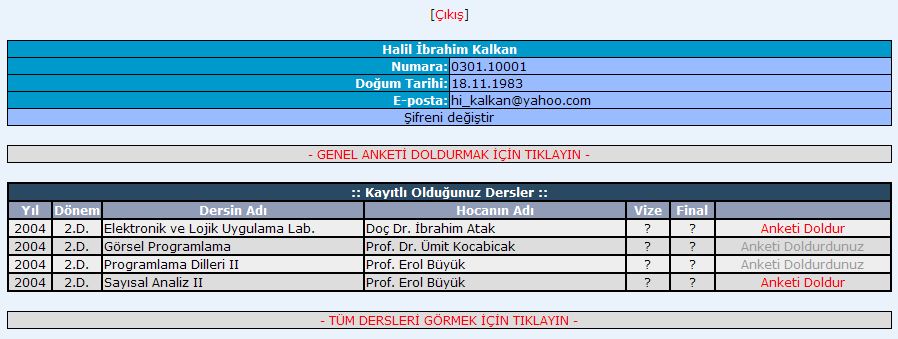 [Çıkış]
Halil İbrahim Kalkan
Numara: 0301.10001
Doğum Tarihi: 18.11.1983
E-posta: hi_kalkan@yahoo.com
Şifreni değiştir
- GENEL ANKETİ DOLDURMAK İÇİN TIKLAYIN -
:: Kayıtlı Olduğunuz Dersler ::
Yıl Dönem Dersin Adı Hocanın Adı Vize Final
2004 2.D. Elektronik ve Lojik Uygulama Lab. Doç Dr. İbrahim Atak ? ? Anketi Doldur
2004 2.D. Görsel Programlama Prof. Dr. Ümit Kocabicak ? ? Anketi Doldurdunuz
2004 2.D. Programlama Dilleri II Prof. Erol Büyük ? ? Anketi Doldurdunuz
2004 2.D. Sayısal Analiz II Prof. Erol Büyük ? ? Anketi Doldur
- TÜM DERSLERİ GÖRMEK İÇİN TIKLAYIN -